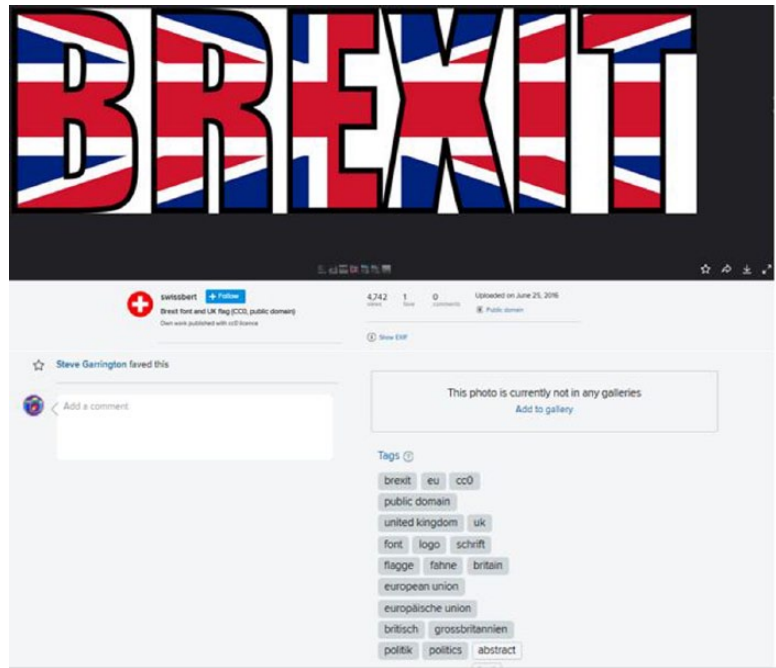 BREXIT
swissbert + Follow
Brexit font and UK flag (CC0, public domain)
Own work published with cc0 licence
4,742 views
1 fave
0 comments
Uploaded on June 25, 2016
Public domain
Show EXIF
Steve Garrington faved this
Add a comment
This photo is currently not in any galleries
Add to gallery
Tags ?
brexit eu cc0
public domain
united kingdom uk
font logo schrift
flagge fahne britain
european union
europäische union
britisch grossbritannien
politik politics abstract